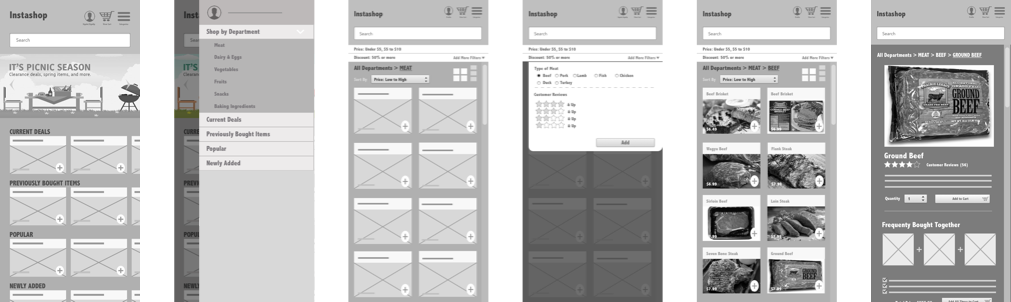 Instashop
Search
IT'S PICNIC SEASON
Clearance deals, Spring items, and more
CURRENT DEALS
PREVIOUSLY BOUGHT ITEMS
POPULAR
NEWLY ADDED
Shop by Department
Meat
Dairy & Eggs
Vegetables
Fruits
Snacks
Baking Ingredients
Current Deals
Previously Bought Items
Popular
Newly Added
Instashop
Search
Price: Under $5, $5 to $10
Discount: 50% or more
Add More Filters
All Departments > MEAT
Sort By
Price: Low to High
Instashop
Search
Price: Under $5, $5 to $10
Discount: 50% or more
Add More Filters
Type of Meat
Beef Pork Lamb Fish Chicken
Duck Turkey
Customer Reviews
& Up
& Up
& Up
& Up
Add
Instashop
Search
Price: Under $5, $5 to $10
Discount: 50% or more
Add More Filters
All Departments > MEAT > BEEF
Sort By
Price: Low to High
Beef Brisket
Beef Brisket
$6.99
Wagyu Beef
Flank Steak
Sirloin Beef
Loin Steak
Ground Beef
Instashop
Search
All Departments > MEAT > BEEF > GROUND BEEF
GROUND BEEF
Ground Beef
Customer Reviews
Quantity
1
Add to Cart
Frequenty Bought Together